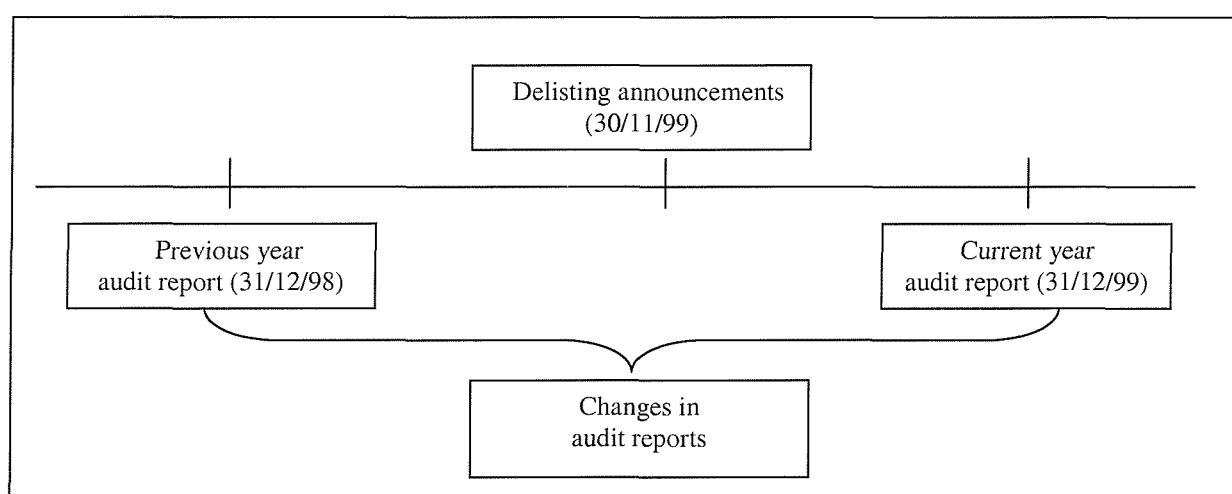 Delisting announcements
(30/11/99)
Previous year
audit report (31/12/98)
Current year
audit report (31/12/99)
Changes in
audit reports